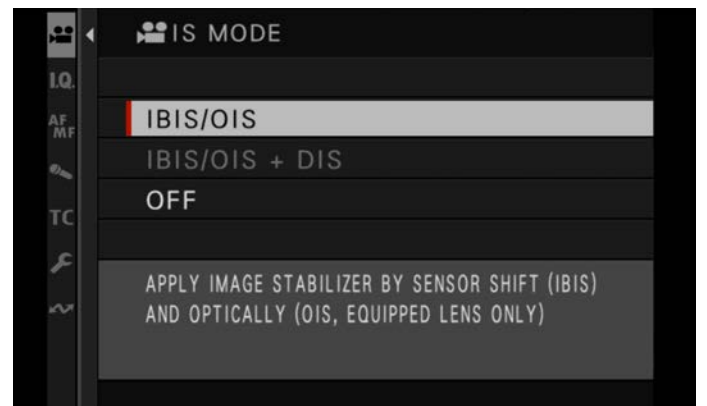 IS MODE
I.Q.
AF
MF
TC
IBIS/OIS
IBIS/OIS + DIS
OFF
APPLY IMAGE STABILIZER BY SENSOR SHIFT (IBIS)
AND OPTICALLY (OIS, EQUIPPED LENS ONLY)